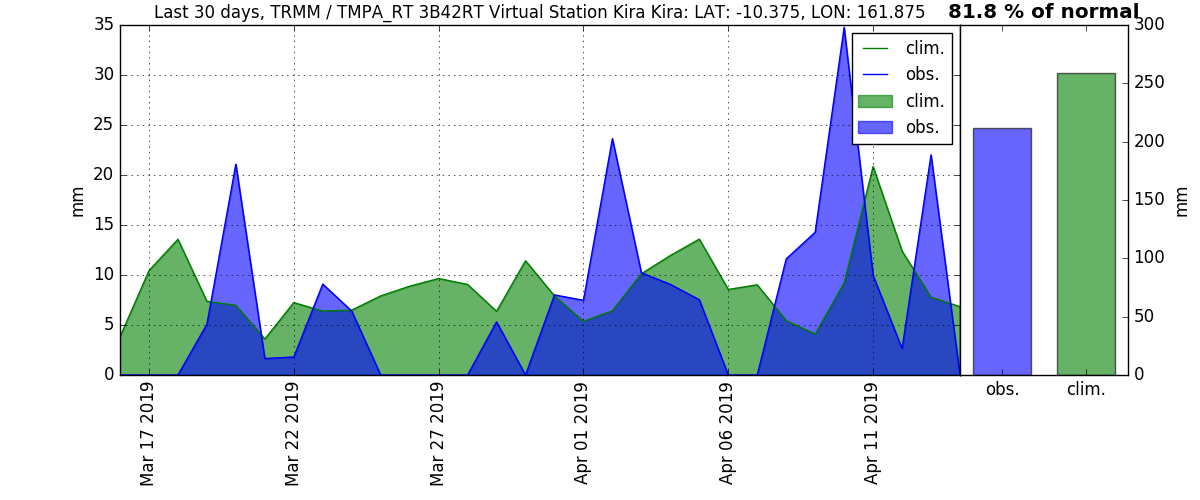 Last 30 days, TRMM / TMPA_RT 3B42RT Virtual Station Kira Kira: LAT: -10.375, LON: 161.875
81.8 % of normal
35
30
25
20
15
10
5
0
mm
clim.
obs.
clim.
obs.
Mar 17 2019
Mar 22 2019
Mar 27 2019
Apr 01 2019
Apr 06 2019
Apr 11 2019
300
250
200
150
100
50
0
mm
obs.
clim.